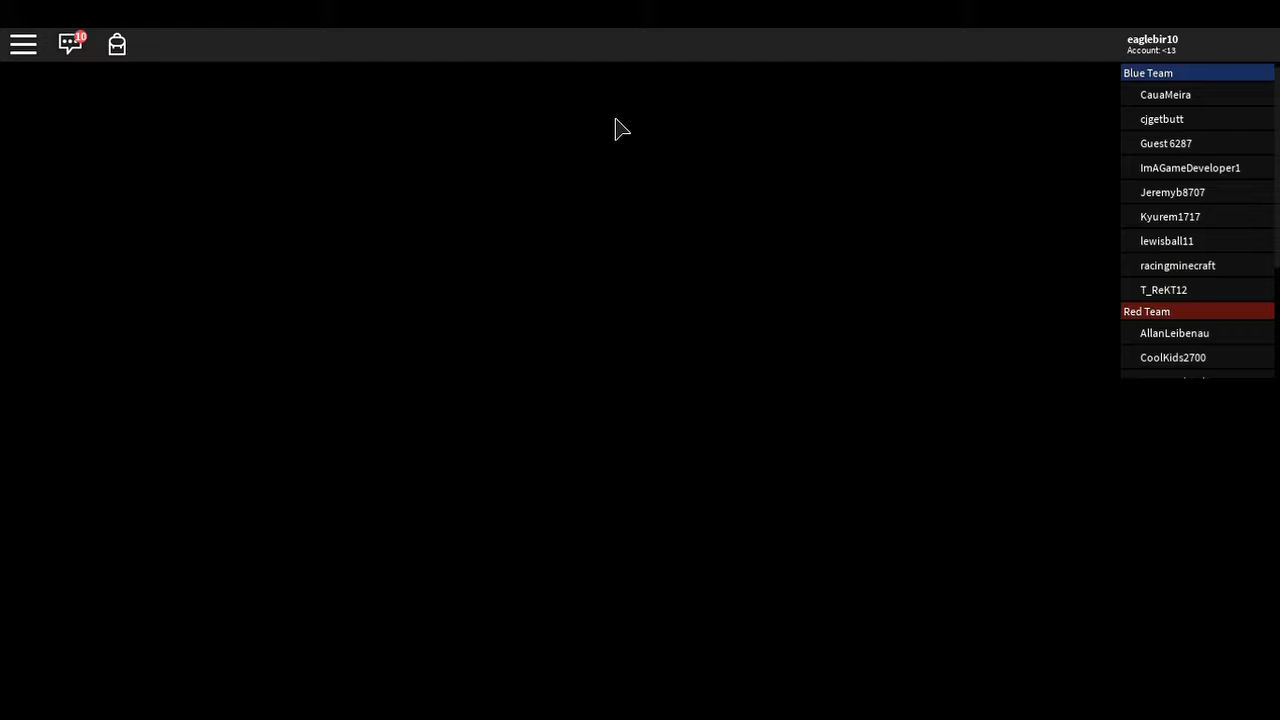 10
eaglebir10
Account: <13
Blue Team
CauaMeira
cjgetbutt
Guest 6287
ImAGameDeveloper1
Jeremyb8707
Kyurem1717
lewisball11
racingminecraft
T_ReKT12
Red Team
AllanLeibenau
CoolKids2700